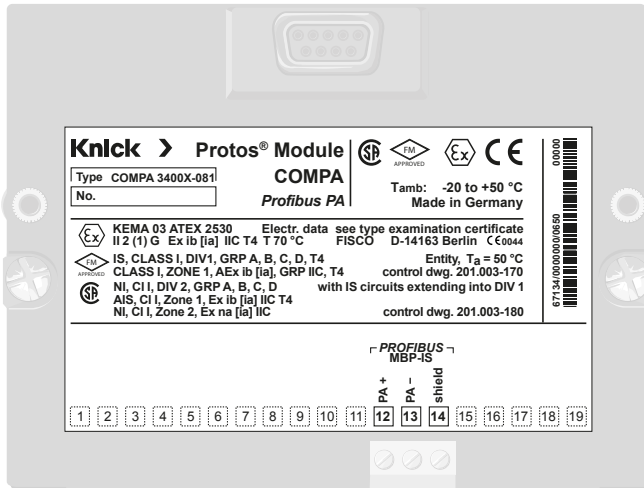 Knick > Protos® Module
Type COMPA 3400X-081 COMPA
No. Profibus PA
FM
APPROVED
Ex CE
Tamb: -20 to +50 °C
Made in Germany
00000
67134/0000000/0650
Ex KEMA 03 ATEX 2530 Electr. data see type examination certificate
II 2 (1) G Ex ib [ia] IIC T4 T 70 °C FISCO D-14163 Berlin CE0044
FM APPROVED IS, CLASS I, DIV1, GRP A, B, C, D, T4 Entity, Ta = 50 °C
CLASS I, ZONE 1, AEx ib [ia], GRP IIC, T4 control dwg. 201.003-170
NI, Cl I, DIV 2, GRP A, B, C, D with IS circuits extending into DIV 1
AIS, Cl I, Zone 1, Ex ib [ia] IIC T4
NI, Cl I, Zone 2, Ex na [ia] IIC control dwg. 201.003-180
PROFIBUS
MBP-IS
PA + PA – shield
1 2 3 4 5 6 7 8 9 10 11 12 13 14 15 16 17 18 19